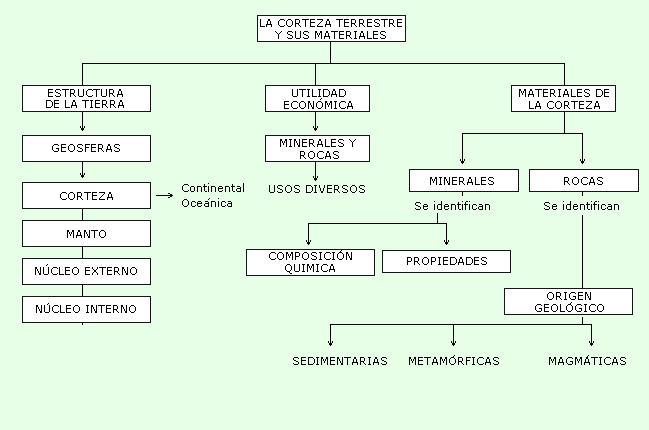 LA CORTEZA TERRESTRE
Y SUS MATERIALES
ESTRUCTURA
DE LA TIERRA
UTILIDAD
ECONÓMICA
MATERIALES DE
LA CORTEZA
GEOSFERAS
MINERALES Y
ROCAS
CORTEZA
Continental
Oceánica
USOS DIVERSOS
MINERALES
ROCAS
Se identifican
Se identifican
MANTO
NÚCLEO EXTERNO
COMPOSICIÓN
QUIMICA
PROPIEDADES
NÚCLEO INTERNO
ORIGEN
GEOLÓGICO
SEDIMENTARIAS
METAMÓRFICAS
MAGMÁTICAS